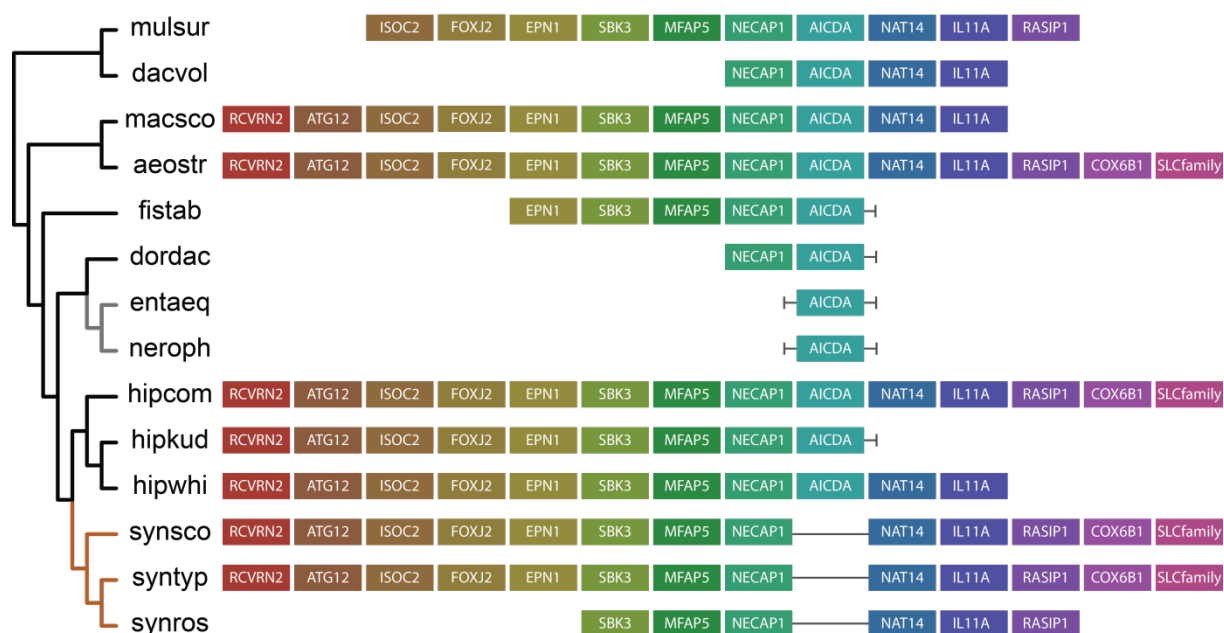 mulsur ISOC2 FOXJ2 EPN1 SBK3 MFAP5 NECAP1 AICDA NAT14 IL11A RASIP1
dacvol NECAP1 AICDA NAT14 IL11A
macsco RCVRN2 ATG12 ISOC2 FOXJ2 EPN1 SBK3 MFAP5 NECAP1 AICDA NAT14 IL11A
aeostr RCVRN2 ATG12 ISOC2 FOXJ2 EPN1 SBK3 MFAP5 NECAP1 AICDA NAT14 IL11A RASIP1 COX6B1 SLCfamily
fistab EPN1 SBK3 MFAP5 NECAP1 AICDA
dordac NECAP1 AICDA
entaeq AICDA
neroph AICDA
hipcom RCVRN2 ATG12 ISOC2 FOXJ2 EPN1 SBK3 MFAP5 NECAP1 AICDA NAT14 IL11A RASIP1 COX6B1 SLCfamily
hipkud RCVRN2 ATG12 ISOC2 FOXJ2 EPN1 SBK3 MFAP5 NECAP1 AICDA
hipwhi RCVRN2 ATG12 ISOC2 FOXJ2 EPN1 SBK3 MFAP5 NECAP1 AICDA NAT14 IL11A
synsco RCVRN2 ATG12 ISOC2 FOXJ2 EPN1 SBK3 MFAP5 NECAP1 NAT14 IL11A RASIP1 COX6B1 SLCfamily
syntyp RCVRN2 ATG12 ISOC2 FOXJ2 EPN1 SBK3 MFAP5 NECAP1 NAT14 IL11A RASIP1 COX6B1 SLCfamily
synros SBK3 MFAP5 NECAP1 NAT14 IL11A RASIP1